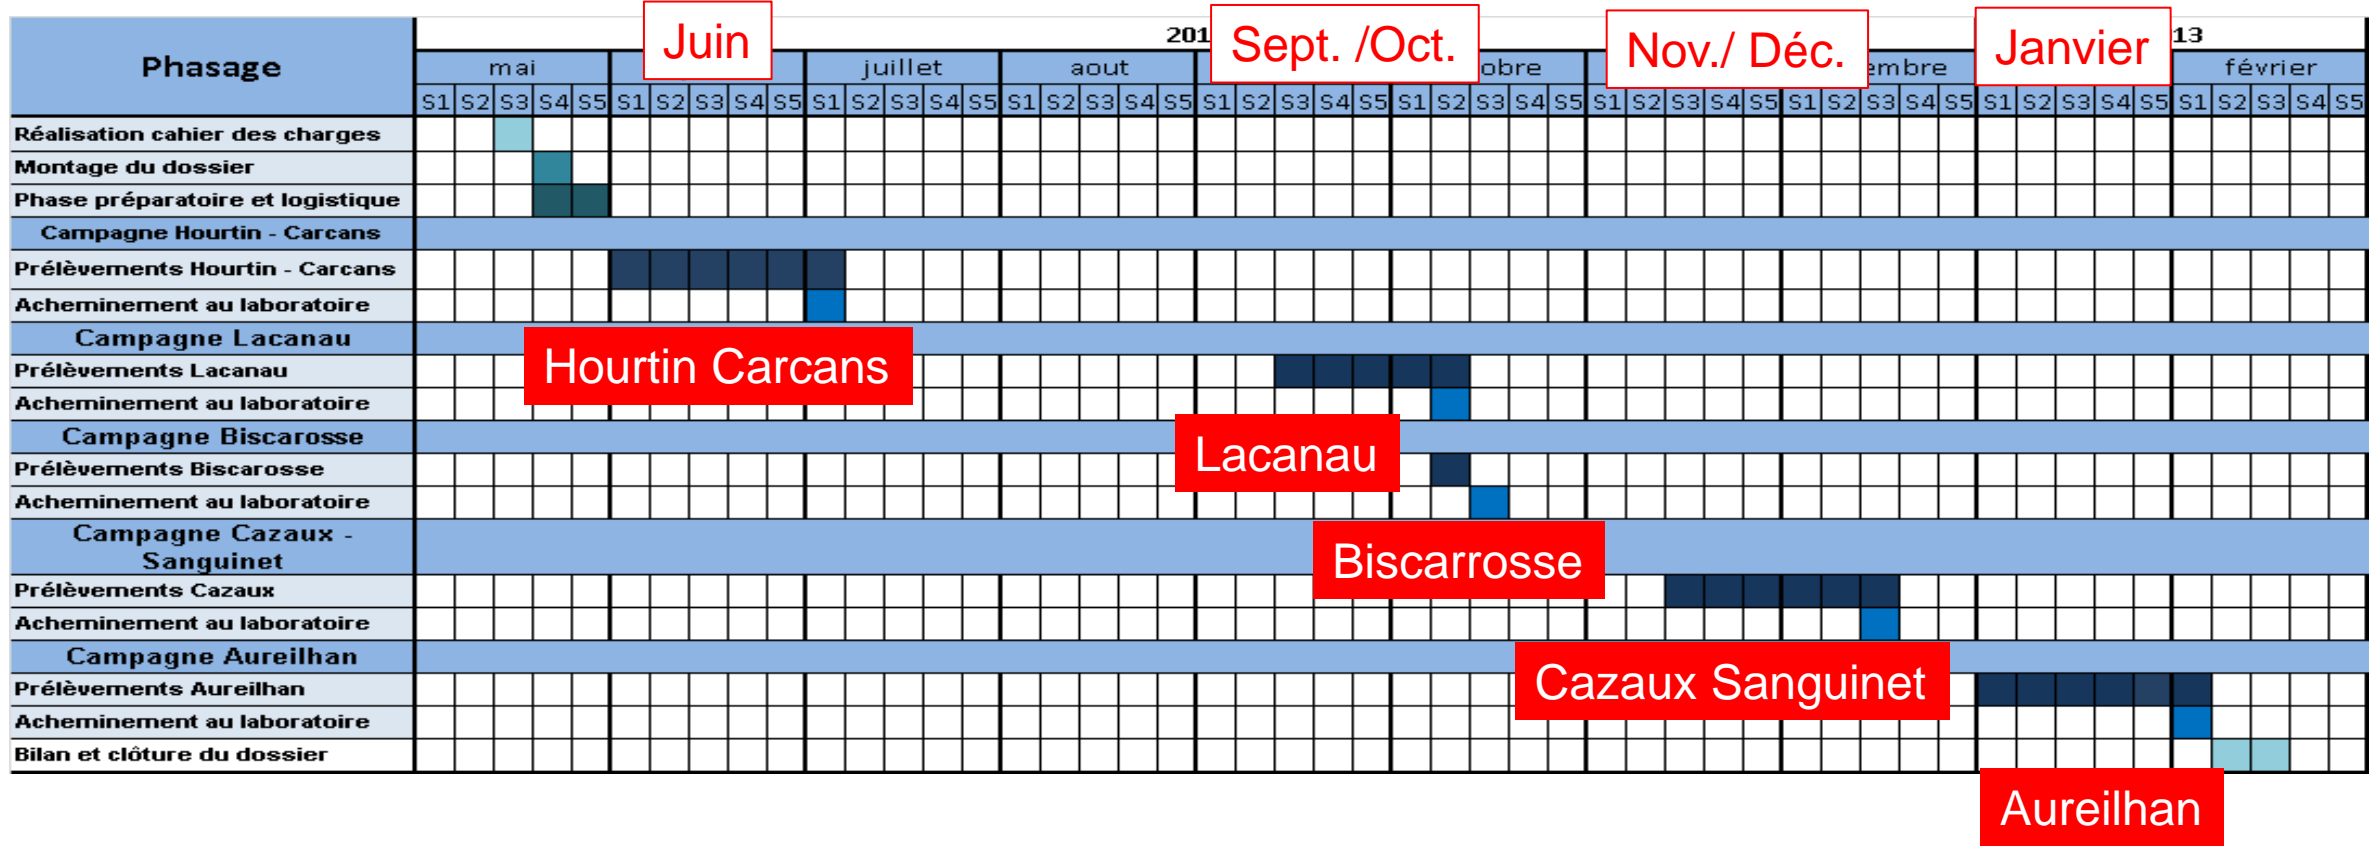 Juin
Sept. /Oct.
Nov./ Déc.
Janvier
201
13
Phasage
mai
juillet
aout
obre
embre
février
S1 S2 S3 S4 S5 S1 S2 S3 S4 S5 S1 S2 S3 S4 S5 S1 S2 S3 S4 S5 S1 S2 S3 S4 S5 S1 S2 S3 S4 S5 S1 S2 S3 S4 S5 S1 S2 S3 S4 S5 S1 S2 S3 S4 S5 S1 S2 S3 S4 S5
Réalisation cahier des charges
Montage du dossier
Phase préparatoire et logistique
Campagne Hourtin - Carcans
Prélèvements Hourtin - Carcans
Acheminement au laboratoire
Campagne Lacanau
Hourtin Carcans
Prélèvements Lacanau
Acheminement au laboratoire
Campagne Biscarosse
Lacanau
Prélèvements Biscarosse
Acheminement au laboratoire
Campagne Cazaux -
Sanguinet
Biscarrosse
Prélèvements Cazaux
Acheminement au laboratoire
Campagne Aureilhan
Cazaux Sanguinet
Prélèvements Aureilhan
Acheminement au laboratoire
Bilan et clôture du dossier
Aureilhan